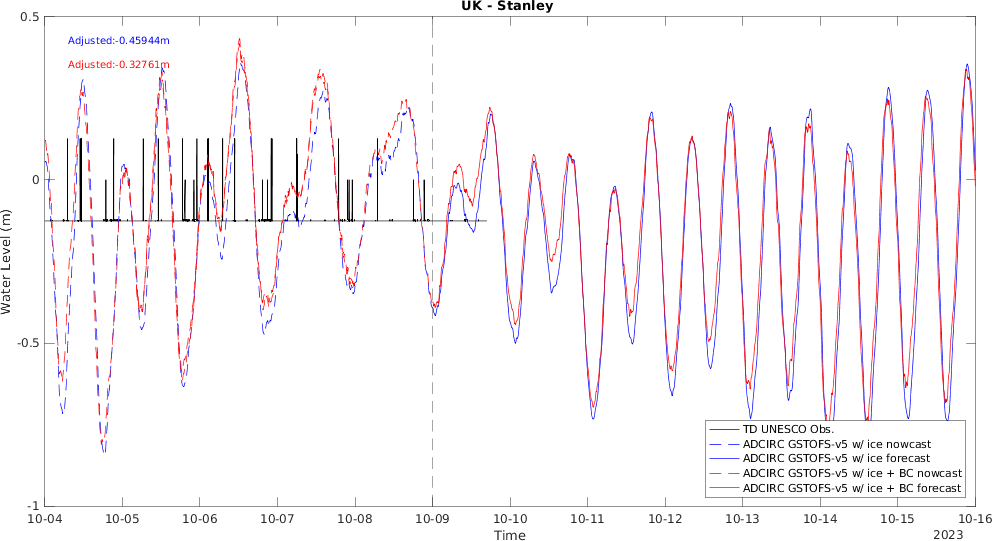 UK - Stanley
0.5
Adjusted:-0.45944m
Adjusted:-0.32761m
0
Water Level (m)
-0.5
TD UNESCO Obs.
ADCIRC GSTOFS-v5 w/ ice nowcast
ADCIRC GSTOFS-v5 w/ ice forecast
ADCIRC GSTOFS-v5 w/ ice + BC nowcast
ADCIRC GSTOFS-v5 w/ ice + BC forecast
-1
10-04 10-05 10-06 10-07 10-08 10-09 10-10 10-11 10-12 10-13 10-14 10-15 10-16
Time
2023